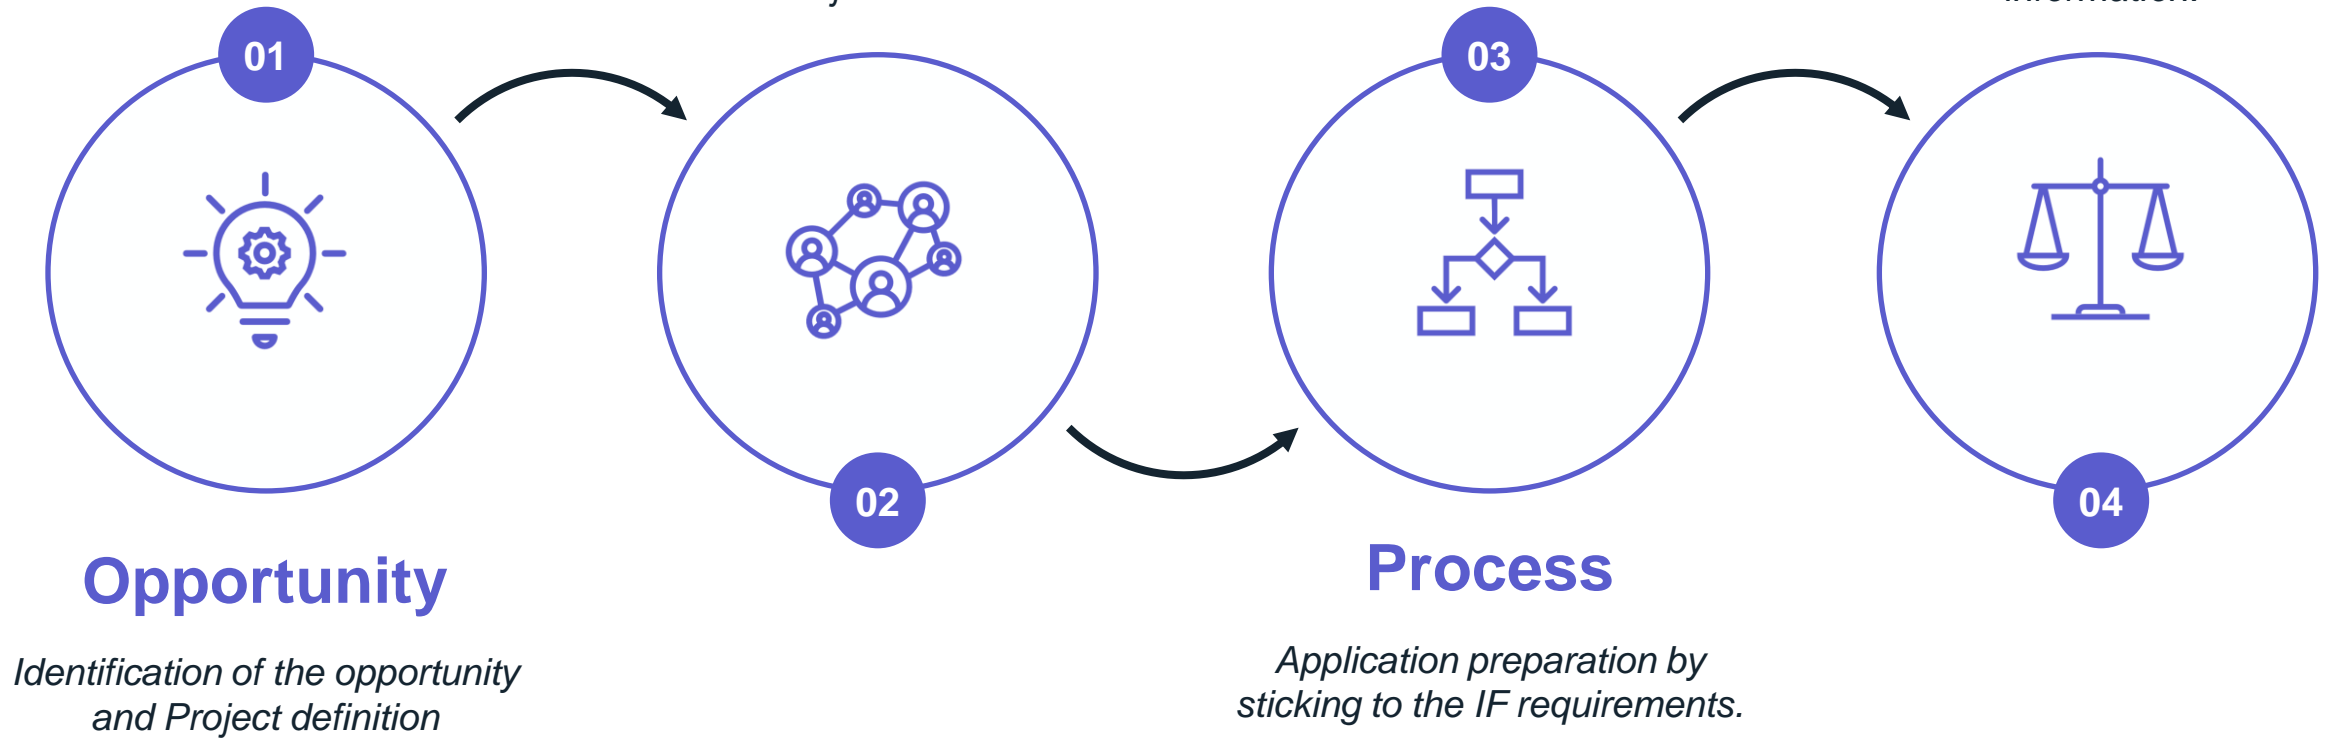 information.
01
03
02
04
Opportunity
Identification of the opportunity
and Project definition
Process
Application preparation by
sticking to the IF requirements.